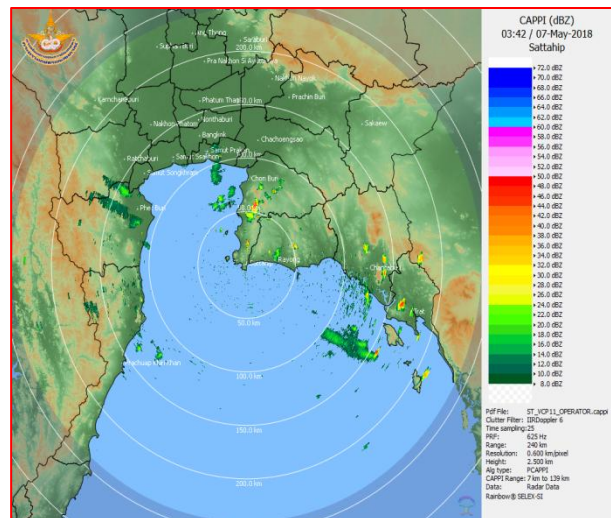 CAPPI (dBZ)
03:42 / 07-May-2018
Sattahip
72.0 dBZ
70.0 dBZ
68.0 dBZ
66.0 dBZ
64.0 dBZ
62.0 dBZ
60.0 dBZ
58.0 dBZ
56.0 dBZ
54.0 dBZ
52.0 dBZ
50.0 dBZ
48.0 dBZ
46.0 dBZ
44.0 dBZ
42.0 dBZ
40.0 dBZ
38.0 dBZ
36.0 dBZ
34.0 dBZ
32.0 dBZ
30.0 dBZ
28.0 dBZ
26.0 dBZ
24.0 dBZ
22.0 dBZ
20.0 dBZ
18.0 dBZ
16.0 dBZ
14.0 dBZ
12.0 dBZ
10.0 dBZ
8.0 dBZ
Pdf File: ST_VCP11_OPERATOR.cappi
Clutter Filter: IIRDoppler 6
Time sampling:25
PRF: 625 Hz
Range: 240 km
Resolution: 0.600 km/pixel
Height: 2.500 km
Alg type: PCAPPI
CAPPI Range: 7 km to 139 km
Data: Radar Data
Rainbow® SELEX-SI
Ang Thong
Saraburi
200.0 km
Pra Nakhon Si Ayutthaya
Phatum Thani
Prachin Buri
Nonthaburi
Nakhon Pathom
Bangkok
Chachoengsao
Sakaew
Ratchaburi
Samut Sakhon
Samut Prakan
Samut Songkhram
Chon Buri
Rayong
50.0 km
100.0 km
150.0 km
200.0 km